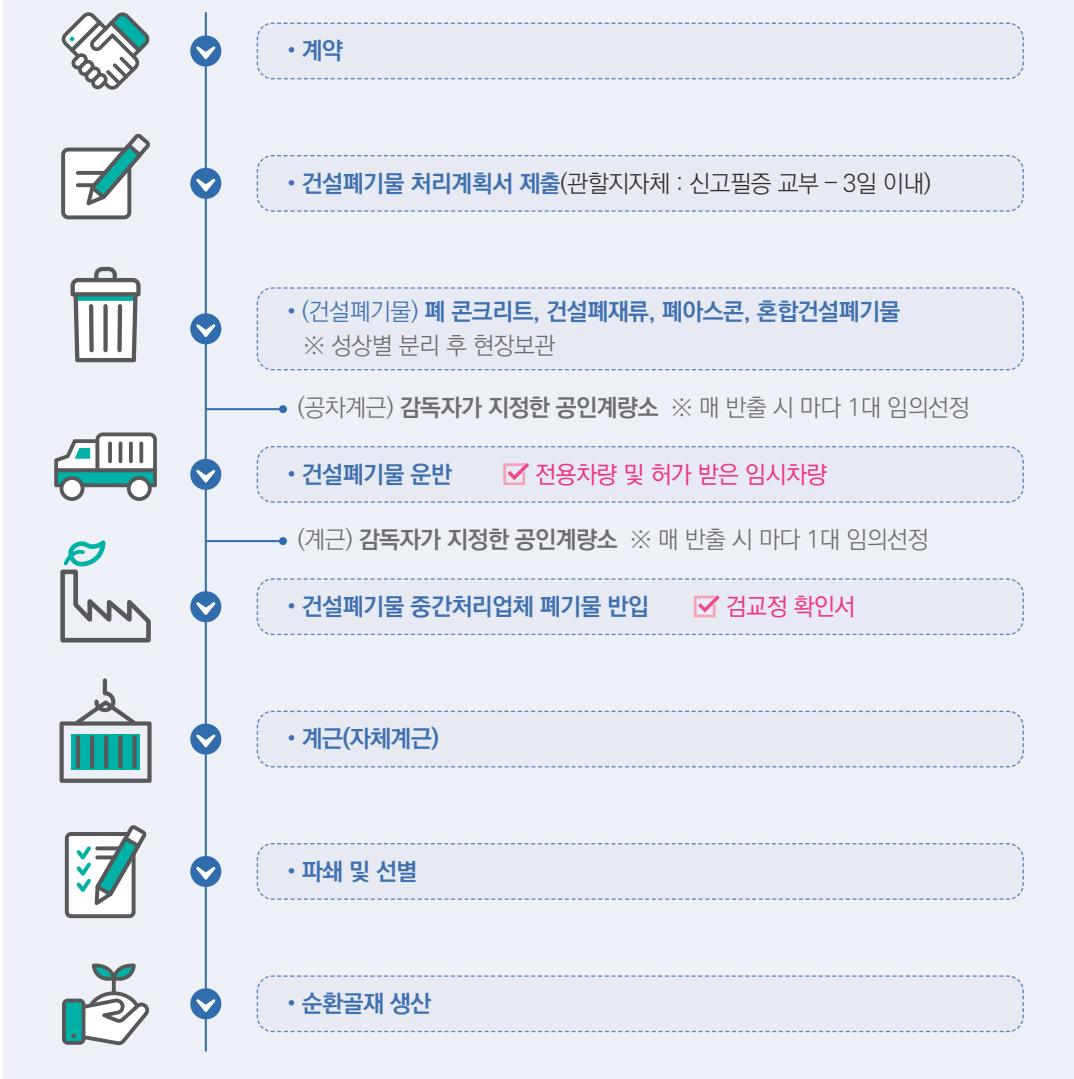 • 계약
• 건설폐기물 처리계획서 제출(관할지자체 : 신고필증 교부 – 3일 이내)
• (건설폐기물) 폐 콘크리트, 건설폐재류, 폐아스콘, 혼합건설폐기물
※ 성상별 분리 후 현장보관
(공차계근) 감독자가 지정한 공인계량소 ※ 매 반출 시 마다 1대 임의선정
• 건설폐기물 운반 ☑ 전용차량 및 허가 받은 임시차량
(계근) 감독자가 지정한 공인계량소 ※ 매 반출 시 마다 1대 임의선정
• 건설폐기물 중간처리업체 폐기물 반입 ☑ 검교정 확인서
• 계근(자체계근)
• 파쇄 및 선별
• 순환골재 생산